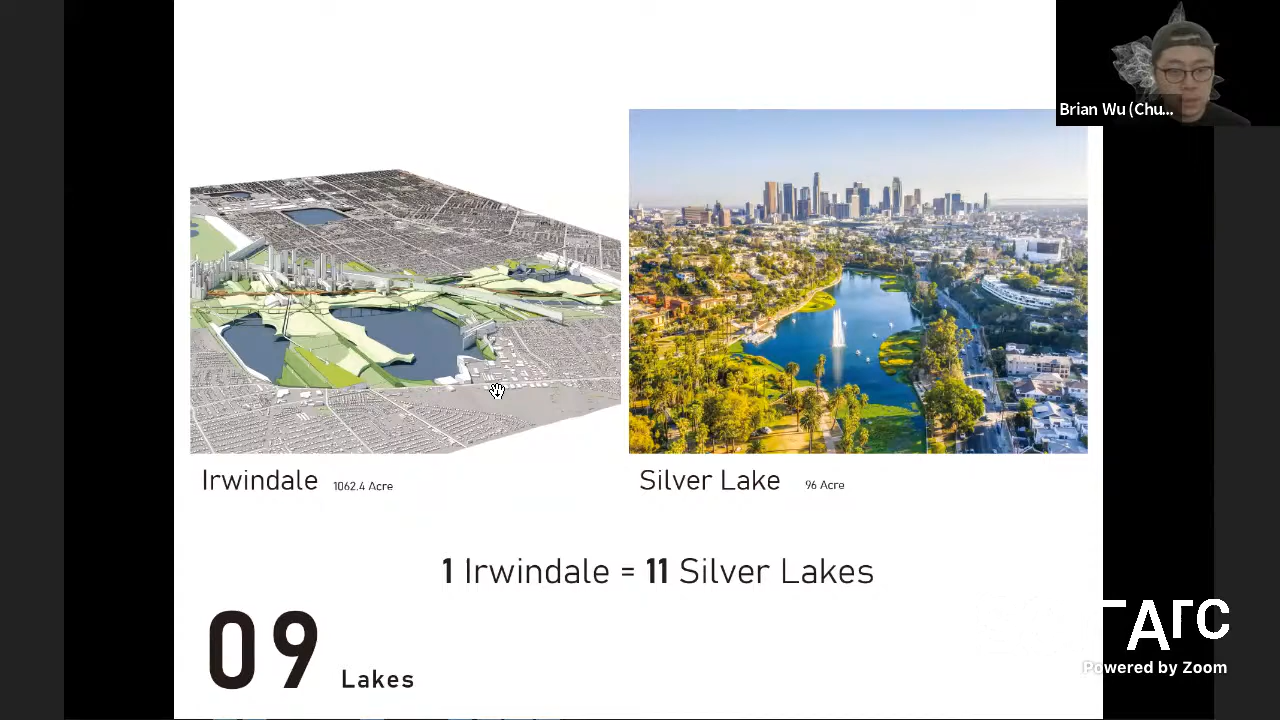 Brian Wu (Chu...
Irwindale 1062.4 Acre
Silver Lake 96 Acre
1 Irwindale = 11 Silver Lakes
09 Lakes
Powered by Zoom